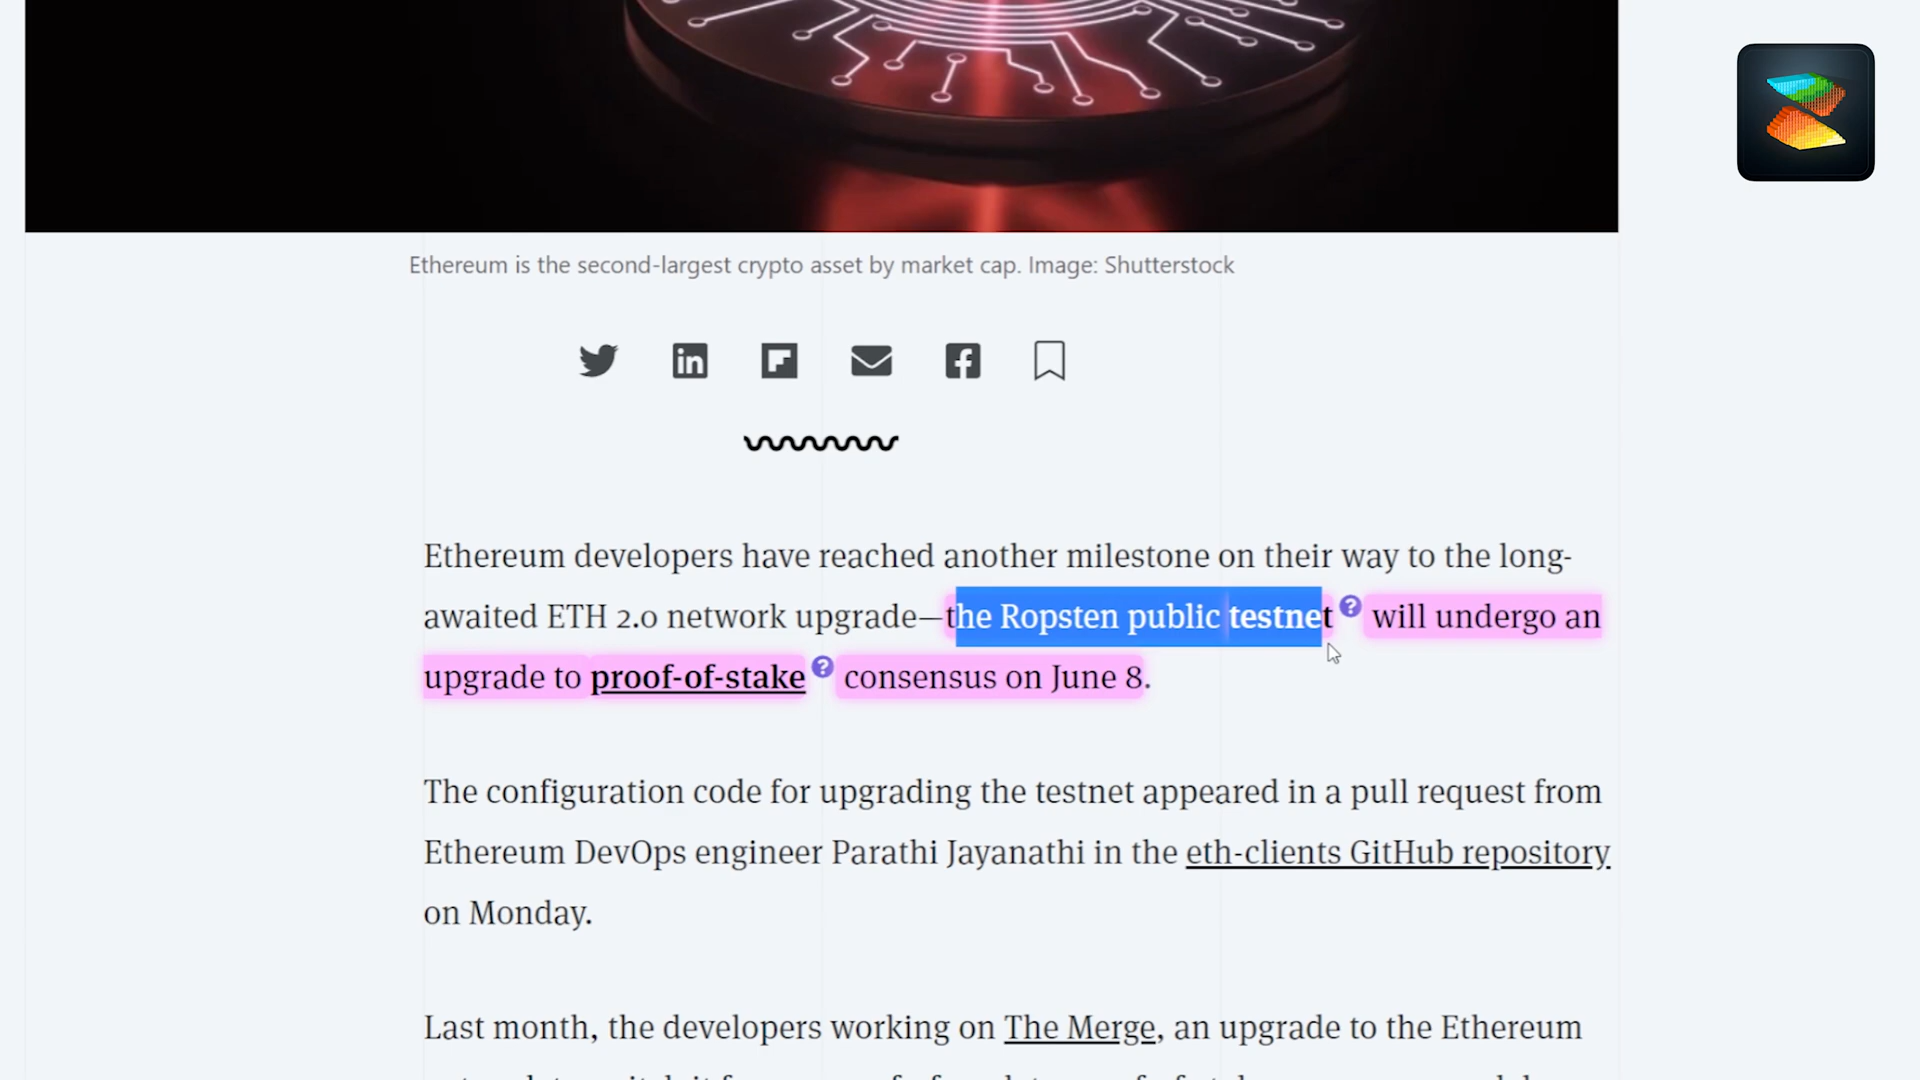 Ethereum is the second-largest crypto asset by market cap. Image: Shutterstock
Ethereum developers have reached another milestone on their way to the long-
awaited ETH 2.0 network upgrade—the Ropsten public testnet ? will undergo an
upgrade to proof-of-stake ? consensus on June 8.
The configuration code for upgrading the testnet appeared in a pull request from
Ethereum DevOps engineer Parathi Jayanathi in the eth-clients GitHub repository
on Monday.
Last month, the developers working on The Merge, an upgrade to the Ethereum